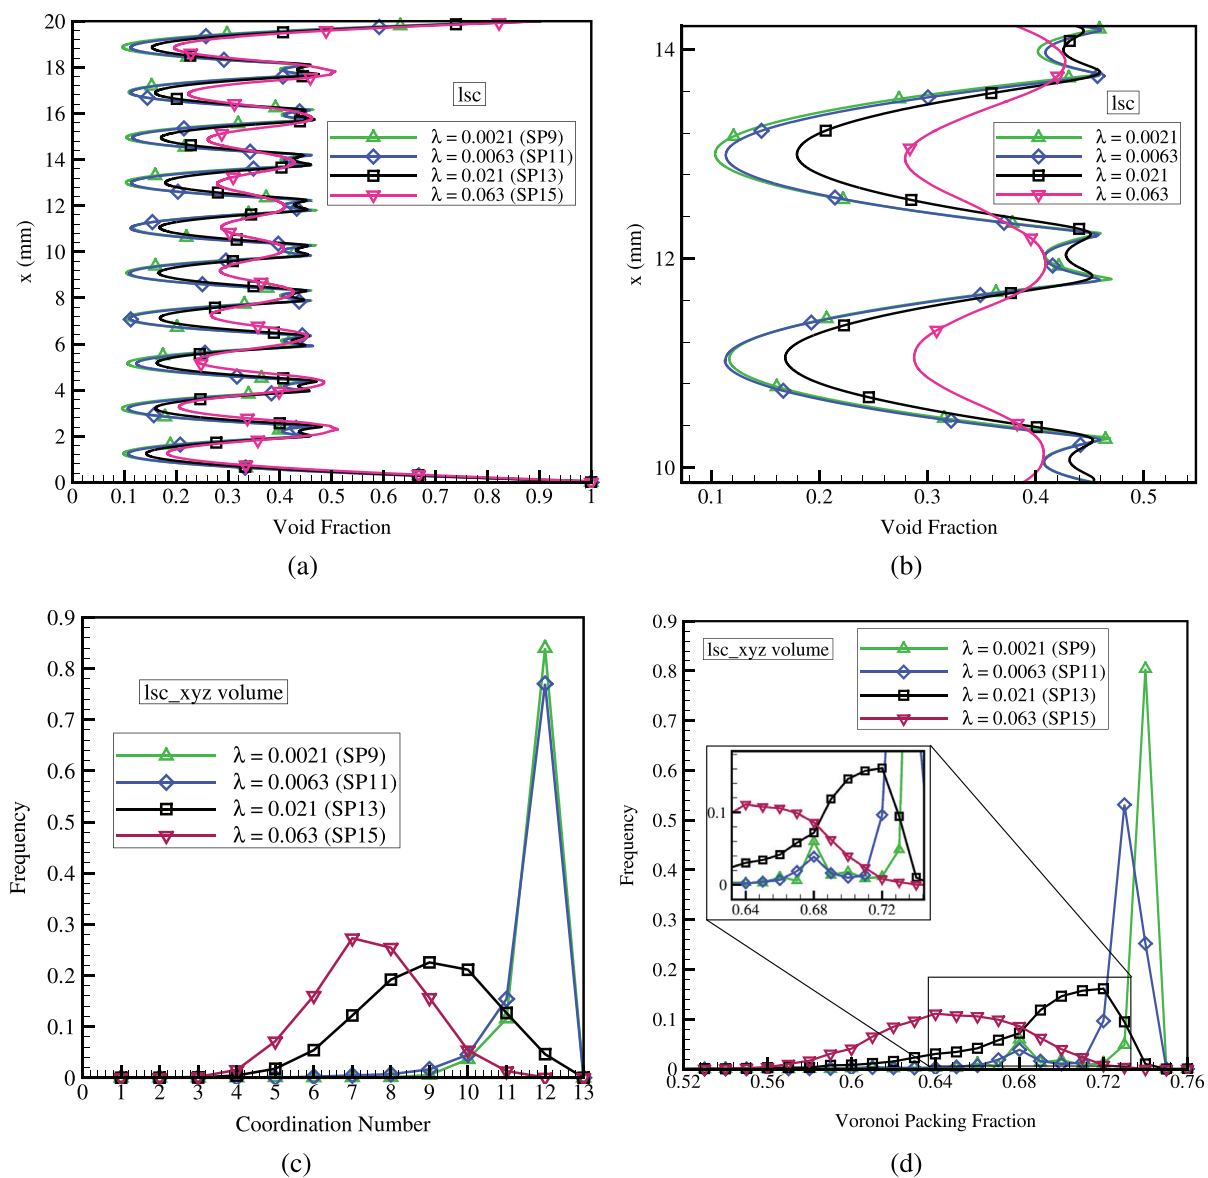 20
18
16
14
12
10
8
6
4
2
0
x (mm)
lsc
λ = 0.0021 (SP9)
λ = 0.0063 (SP11)
λ = 0.021 (SP13)
λ = 0.063 (SP15)
0 0.1 0.2 0.3 0.4 0.5 0.6 0.7 0.8 0.9 1
Void Fraction
(a)
14
12
10
x (mm)
lsc
λ = 0.0021
λ = 0.0063
λ = 0.021
λ = 0.063
0.1 0.2 0.3 0.4 0.5
Void Fraction
(b)
0.9
0.8
0.7
0.6
0.5
0.4
0.3
0.2
0.1
0
Frequency
lsc_xyz volume
λ = 0.0021 (SP9)
λ = 0.0063 (SP11)
λ = 0.021 (SP13)
λ = 0.063 (SP15)
0 1 2 3 4 5 6 7 8 9 10 11 12 13
Coordination Number
(c)
0.9
0.8
0.7
0.6
0.5
0.4
0.3
0.2
0.1
0
Frequency
lsc_xyz volume
λ = 0.0021 (SP9)
λ = 0.0063 (SP11)
λ = 0.021 (SP13)
λ = 0.063 (SP15)
0.1
0
0.64 0.68 0.72
0.52 0.56 0.6 0.64 0.68 0.72 0.76
Voronoi Packing Fraction
(d)